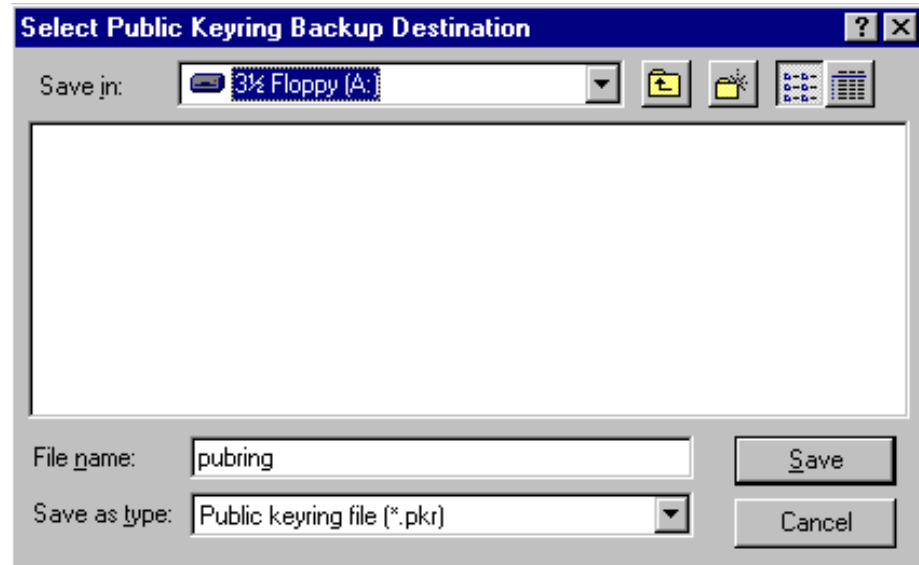 Select Public Keyring Backup Destination
Save in: 3½ Floppy (A:)
File name: pubring Save
Save as type: Public keyring file (*.pkr) Cancel